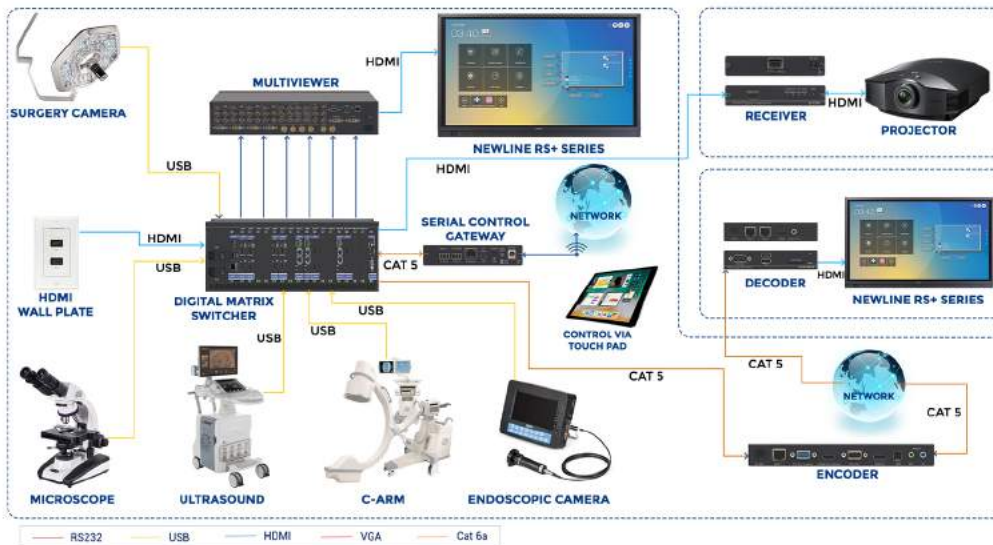 SURGERY CAMERA
USB
MULTIVIEWER
HDMI
NEWLINE RS+ SERIES
HDMI
RECEIVER
HDMI
PROJECTOR
HDMI
WALL PLATE
HDMI
USB
DIGITAL MATRIX
SWITCHER
CAT 5
SERIAL CONTROL
GATEWAY
NETWORK
CONTROL VIA
TOUCH PAD
DECODER
HDMI
NEWLINE RS+ SERIES
USB
USB
USB
CAT 5
CAT 5
NETWORK
CAT 5
MICROSCOPE
ULTRASOUND
C-ARM
ENDOSCOPIC CAMERA
ENCODER
RS232
USB
HDMI
VGA
Cat 6a